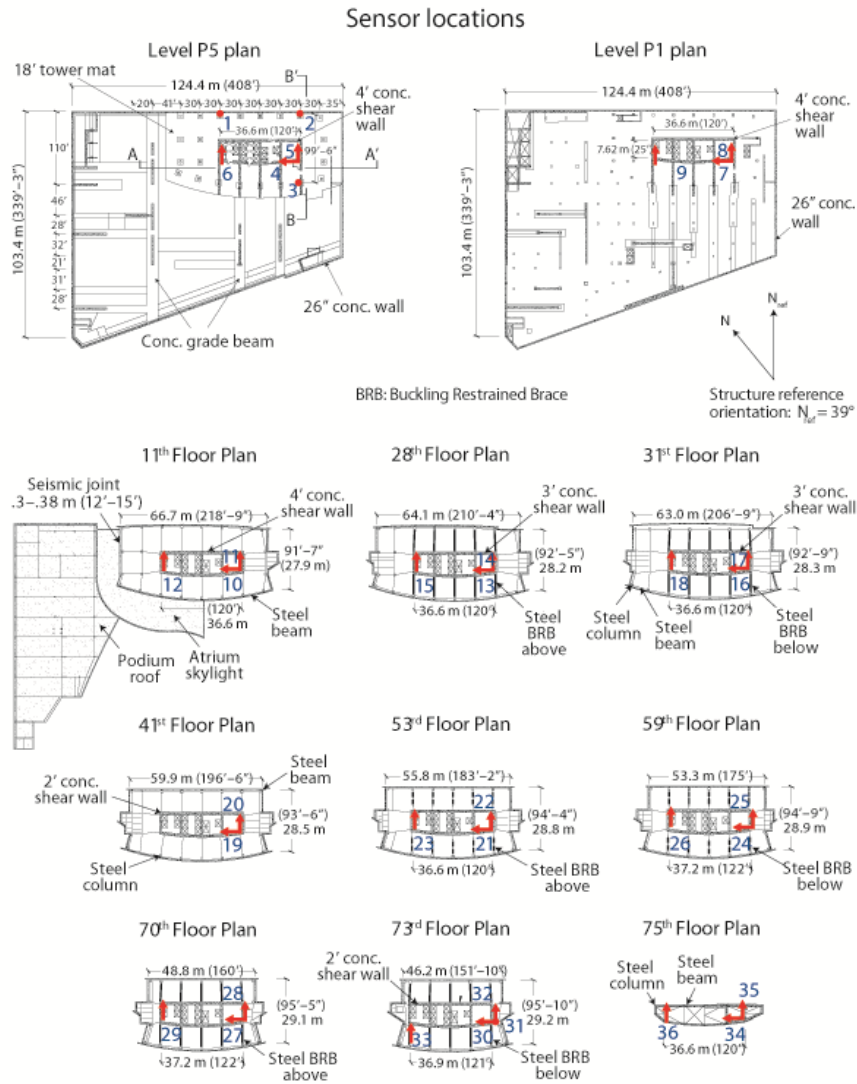 Sensor locations
Level P5 plan
18' tower mat
124.4 m (408')
B'
20' 41' 30' 30' 30' 30' 30' 30' 30' 35'
4' conc.
shear
wall
1
2
36.6 m (120')
110'
A
A'
5
99'–6"
6
4
3
B
46'
28'
32'
21'
31'
28'
103.4 m (339'–3")
26" conc. wall
Conc. grade beam
Level P1 plan
124.4 m (408')
4' conc.
shear
wall
36.6 m (120')
7.62 m (25")
8
9
7
103.4 m (339'–3")
26" conc.
wall
N
N ref
BRB: Buckling Restrained Brace
Structure reference
orientation: N ref = 39°
11th Floor Plan
Seismic joint
.3–.38 m (12'–15')
66.7 m (218'–9")
4' conc.
shear wall
91'–7"
(27.9 m)
11
12
10
(120')
36.6 m
Steel
beam
Podium
roof
Atrium
skylight
28th Floor Plan
64.1 m (210'–4")
3' conc.
shear wall
(92'–5")
28.2 m
14
15
13
36.6 m (120')
Steel
BRB
above
31st Floor Plan
63.0 m (206'–9")
3' conc.
shear wall
(92'–9")
28.3 m
17
18
16
36.6 m (120')
Steel
column
Steel
beam
Steel
BRB
below
41st Floor Plan
59.9 m (196'–6")
Steel
beam
2' conc.
shear wall
20
(93'–6")
28.5 m
19
Steel
column
53rd Floor Plan
55.8 m (183'–2")
22
(94'–4")
28.8 m
23
21
36.6 m (120')
Steel BRB
above
59th Floor Plan
53.3 m (175')
25
(94'–9")
28.9 m
26
24
37.2 m (122')
Steel BRB
below
70th Floor Plan
48.8 m (160')
28
(95'–5")
29.1 m
29
27
37.2 m (122')
Steel BRB
above
73rd Floor Plan
2' conc.
shear wall
46.2 m (151'–10")
32
(95'–10")
29.2 m
31
33
30
36.9 m (121')
Steel BRB
below
75th Floor Plan
Steel
column
Steel
beam
35
36
34
36.6 m (120")